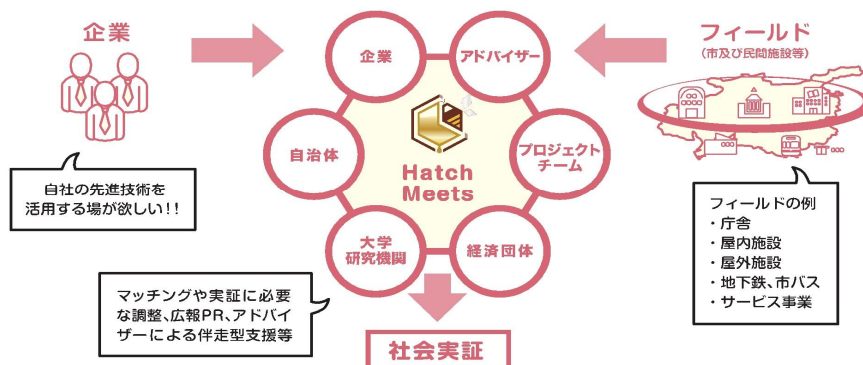 企業
自社の先進技術を
活用する場が欲しい!!
企業
アドバイザー
自治体
プロジェクト
チーム
大学
研究機関
経済団体
Hatch
Meets
マッチングや実証に必要
な調整、広報PR、アドバイ
ザーによる伴走型支援等
社会実証
フィールド
(市及び民間施設等)
フィールドの例
・庁舎
・屋内施設
・屋外施設
・地下鉄、市バス
・サービス事業